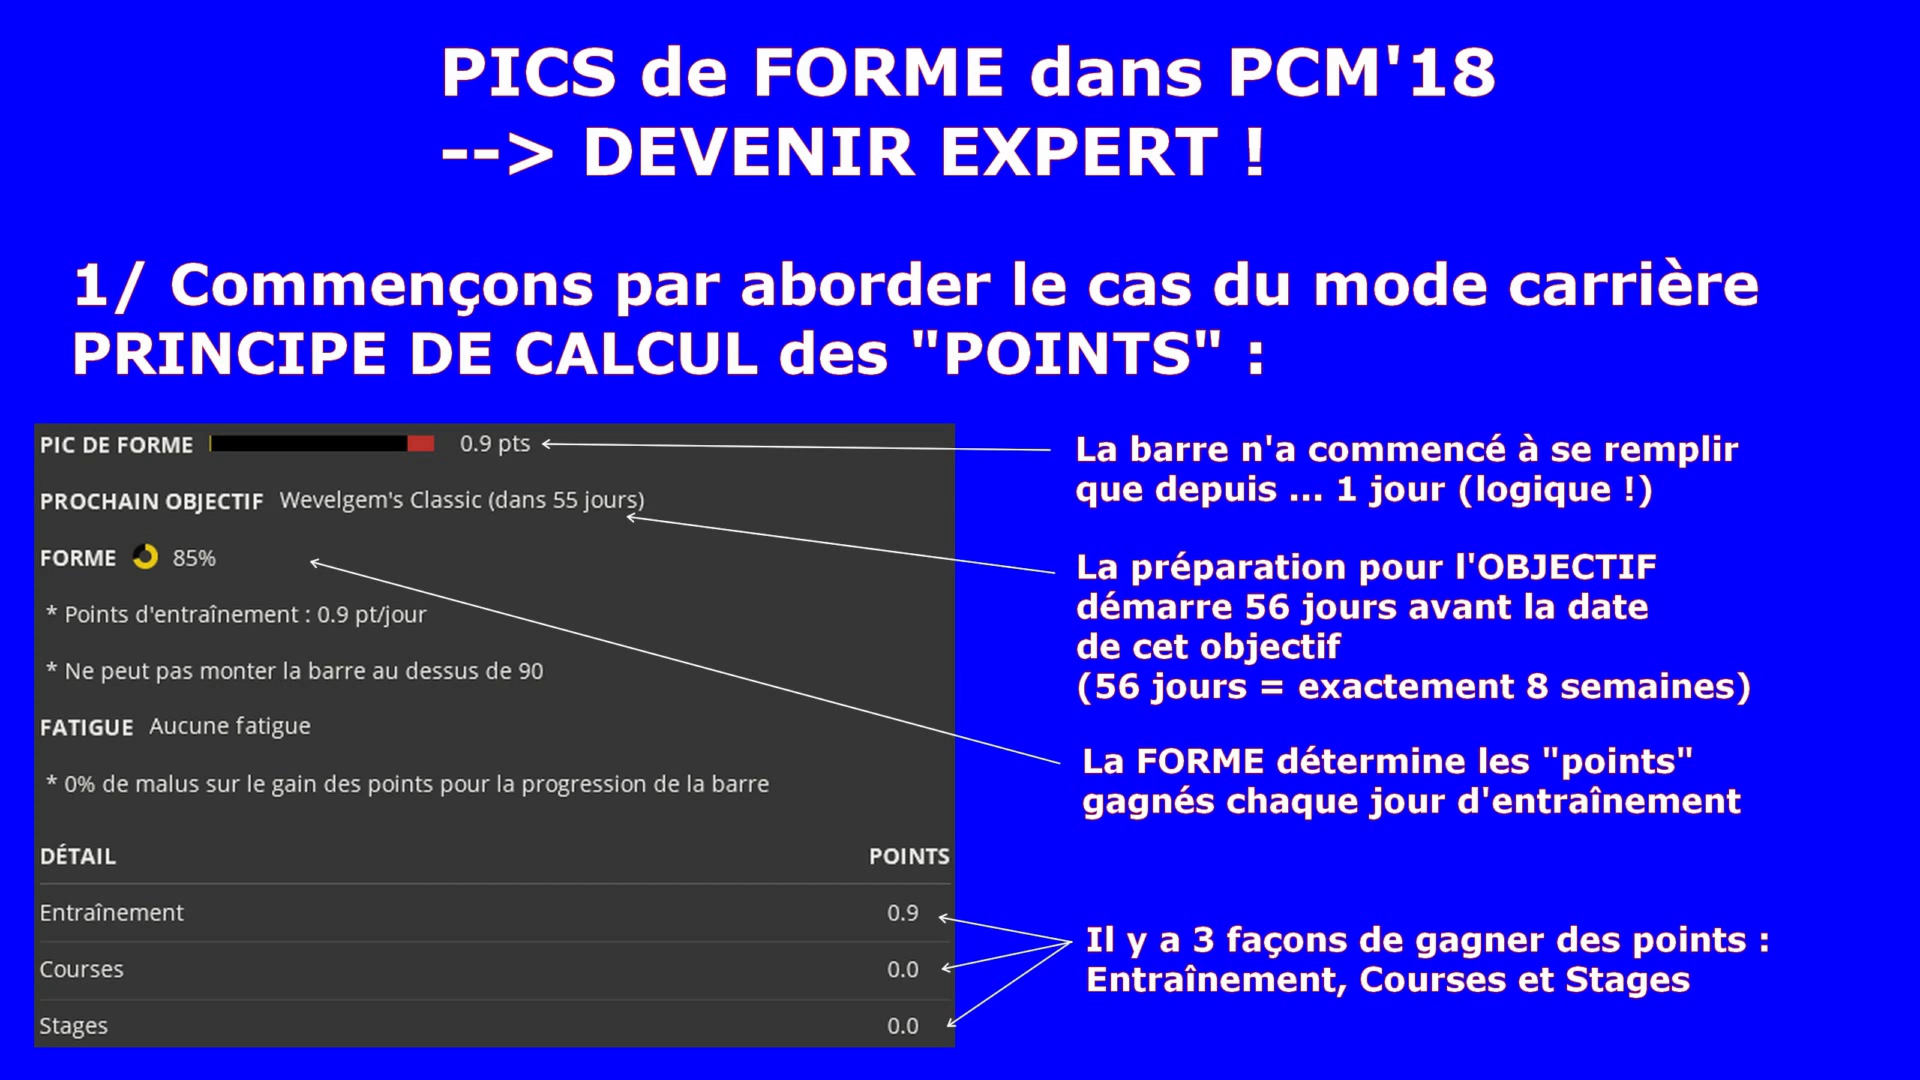 PICS de FORME dans PCM'18
--> DEVENIR EXPERT !
1/ Commençons par aborder le cas du mode carrière
PRINCIPE DE CALCUL des "POINTS" :
PIC DE FORME 0.9 pts
PROCHAIN OBJECTIF Wevelgem's Classic (dans 55 jours)
FORME 85%
* Points d'entraînement : 0.9 pt/jour
* Ne peut pas monter la barre au dessus de 90
FATIGUE Aucune fatigue
* 0% de malus sur le gain des points pour la progression de la barre
DÉTAIL POINTS
Entraînement 0.9
Courses 0.0
Stages 0.0
La barre n'a commencé à se remplir
que depuis ... 1 jour (logique !)
La préparation pour l'OBJECTIF
démarre 56 jours avant la date
de cet objectif
(56 jours = exactement 8 semaines)
La FORME détermine les "points"
gagnés chaque jour d'entraînement
Il y a 3 façons de gagner des points :
Entraînement, Courses et Stages